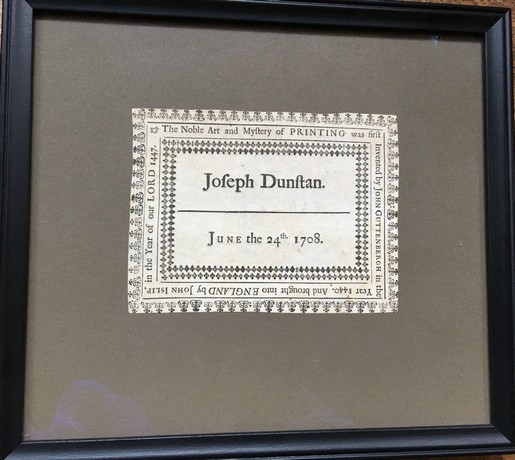 The Noble Art and Myſtery of PRINTING was firſt
Invented by JOHN GUTTENBERGH in the
Year 1440, And brought into ENGLAND by JOHN ISLIP,
in the Year of our LORD 1447.
Joſeph Dunſtan.
JUNE the 24th. 1708.